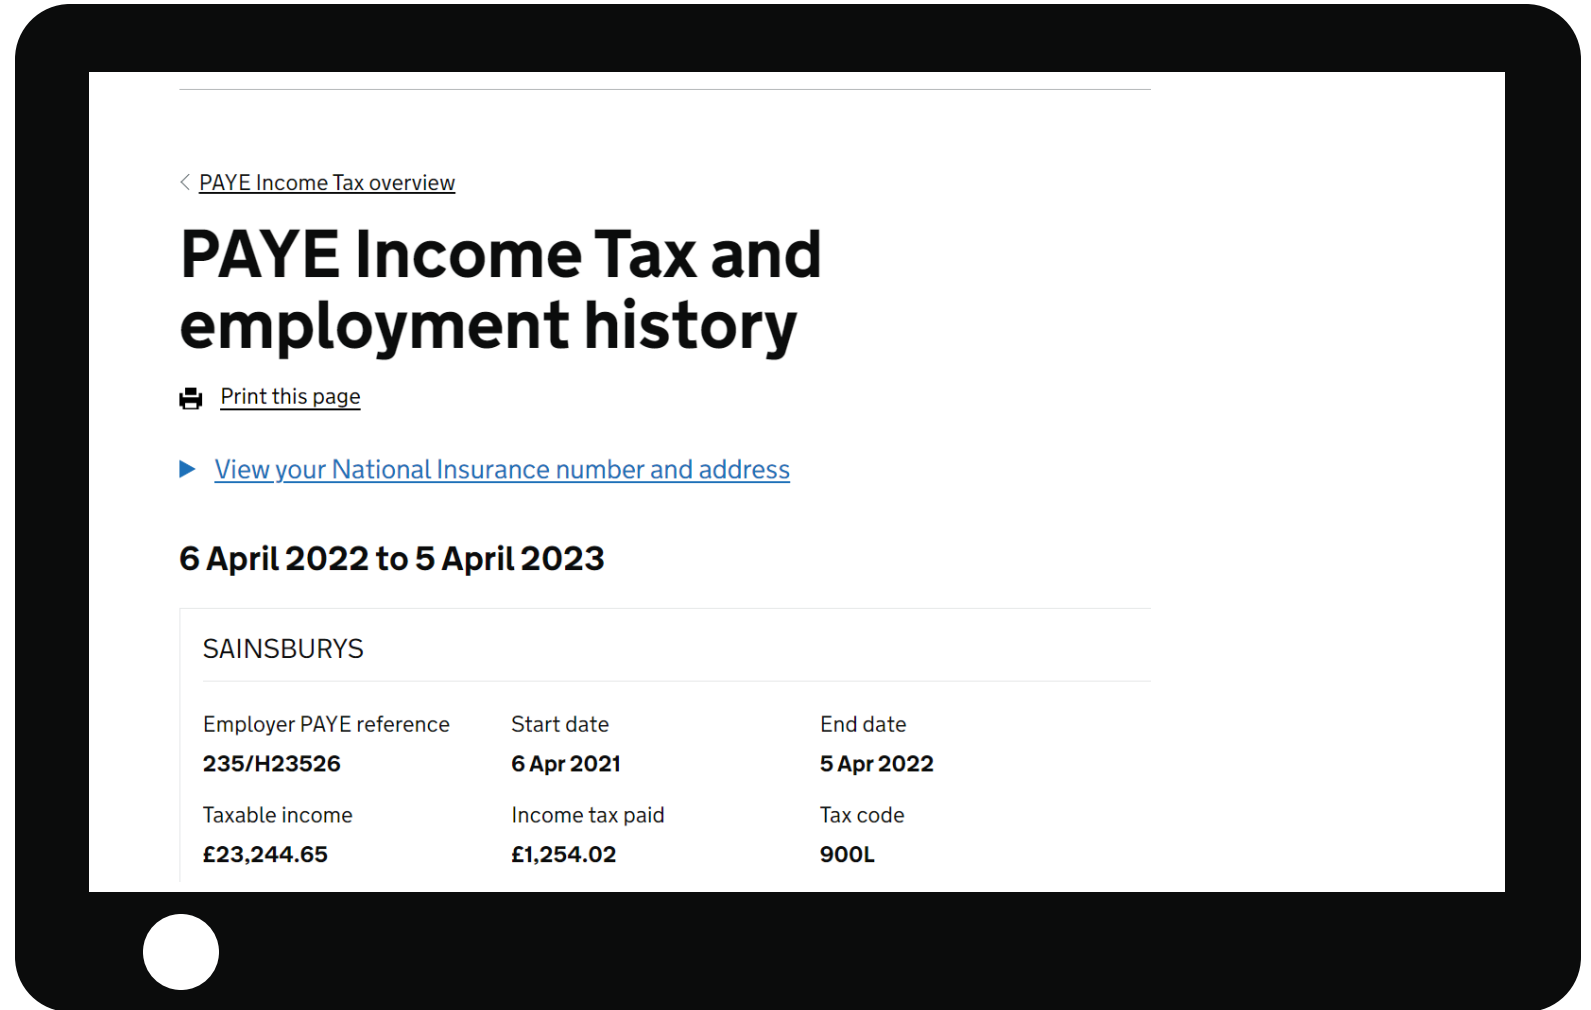 PAYE Income Tax overview
PAYE Income Tax and
employment history
Print this page
View your National Insurance number and address
6 April 2022 to 5 April 2023
SAINSBURYS
Employer PAYE reference Start date End date
235/H23526 6 Apr 2021 5 Apr 2022
Taxable income Income tax paid Tax code
£23,244.65 £1,254.02 900L